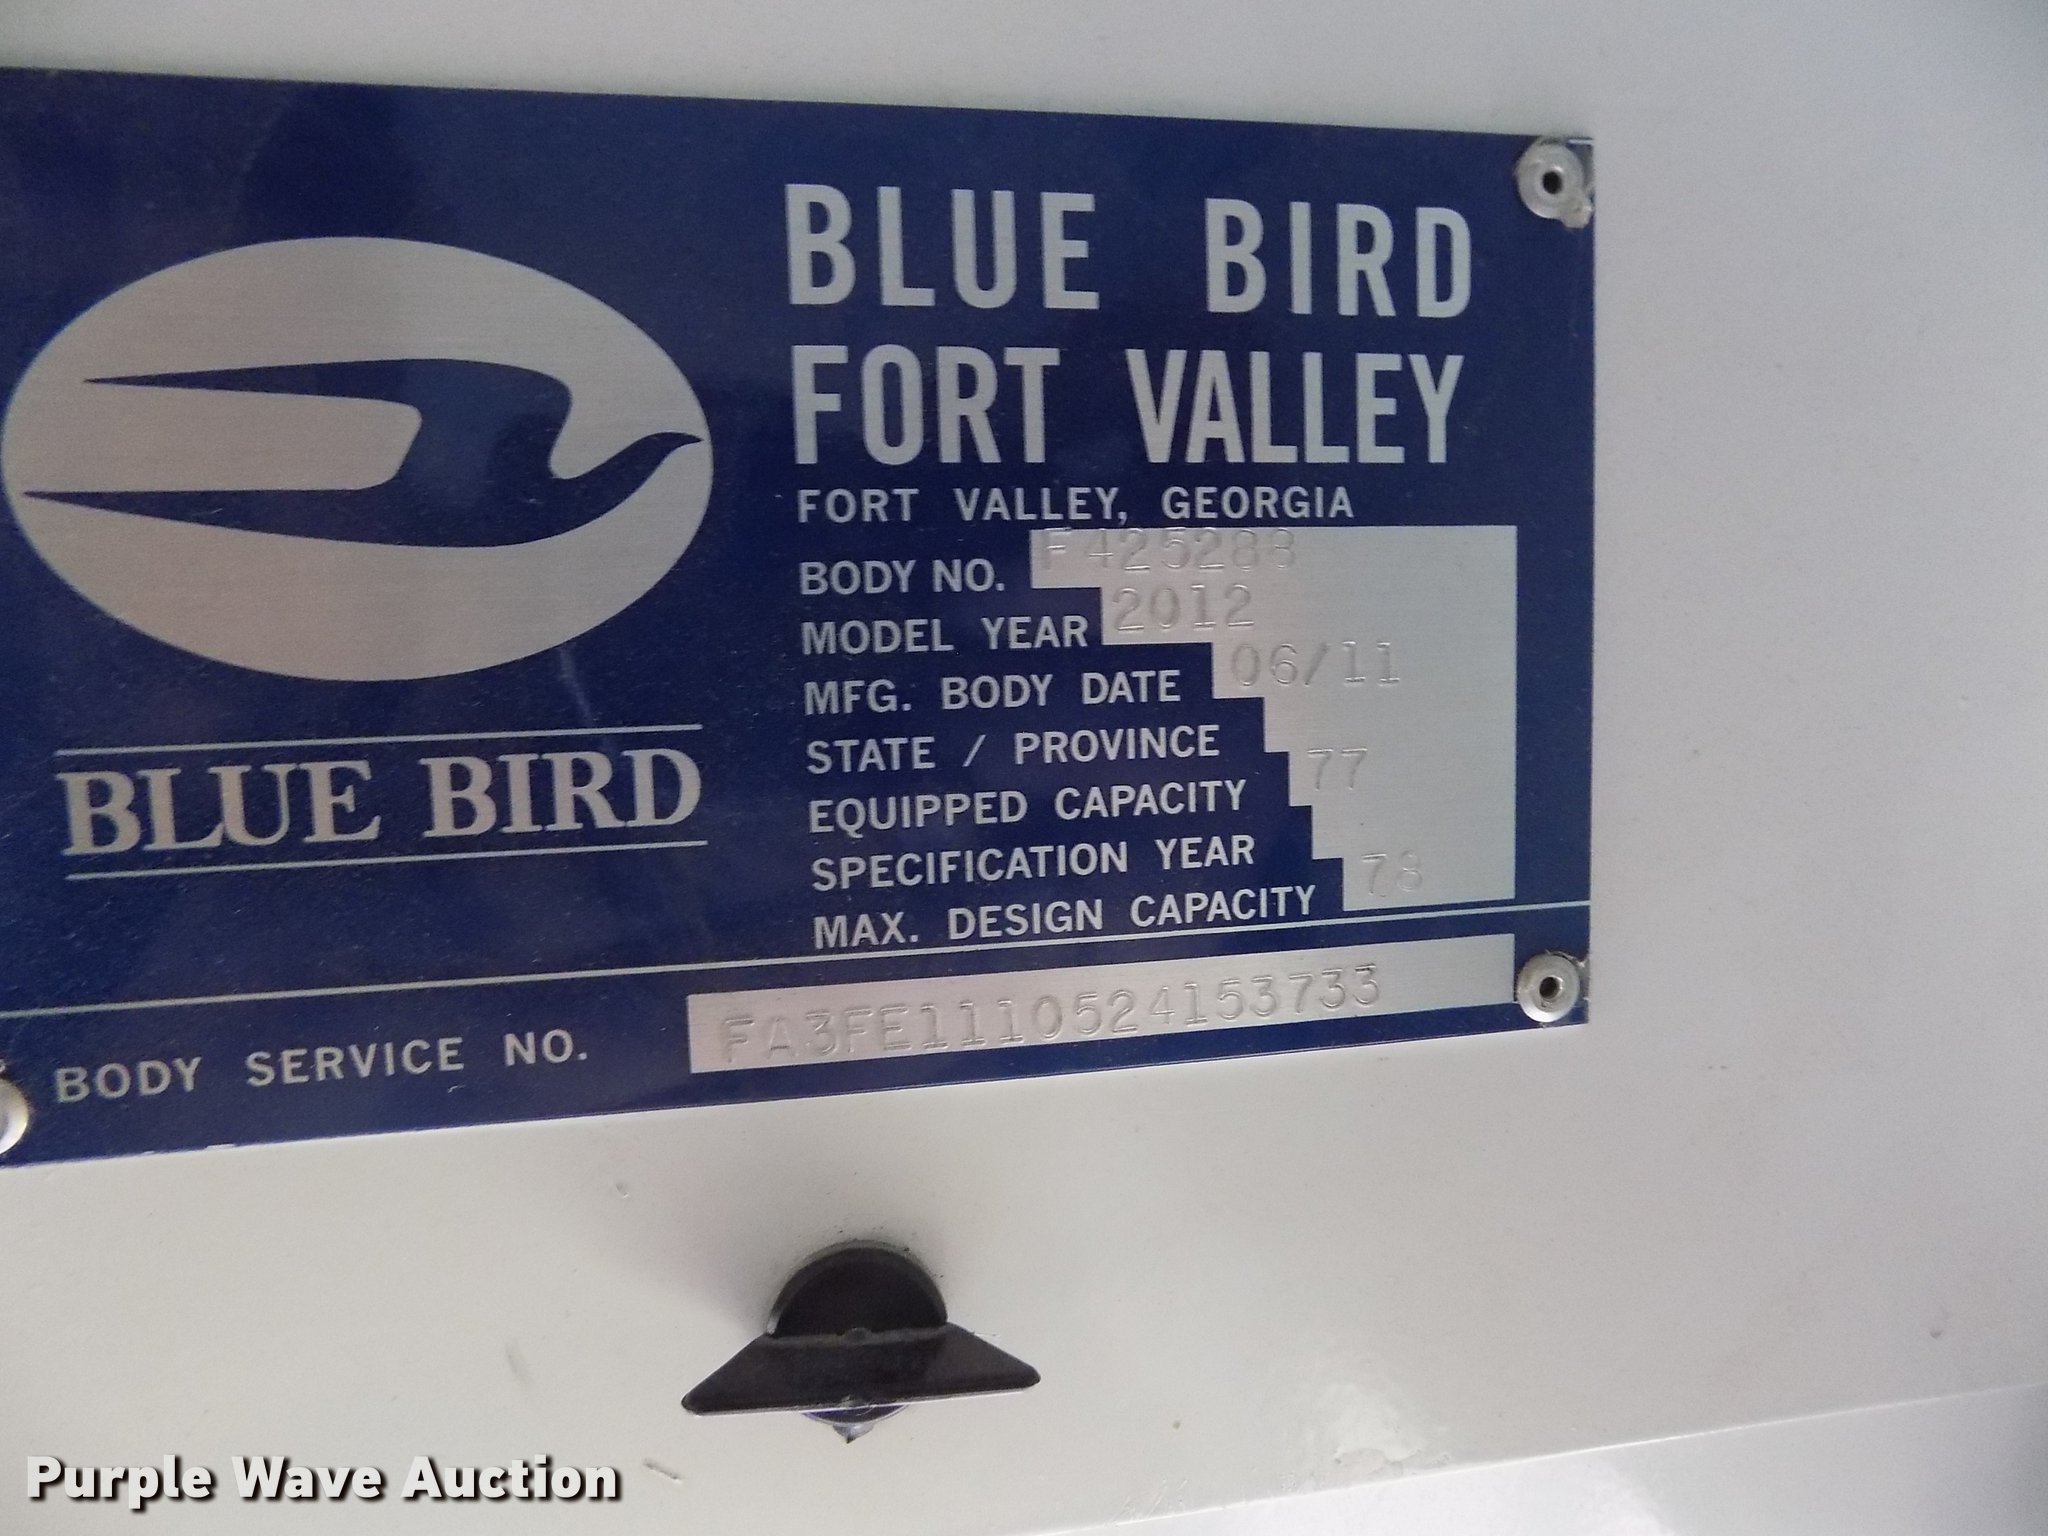 BLUE BIRD
BLUE BIRD
FORT VALLEY
FORT VALLEY, GEORGIA
BODY NO. F425288
MODEL YEAR 2012
MFG. BODY DATE 06/11
STATE / PROVINCE
EQUIPPED CAPACITY 77
SPECIFICATION YEAR
MAX. DESIGN CAPACITY 78
BODY SERVICE NO. FA3FE1110524153733
Purple Wave Auction